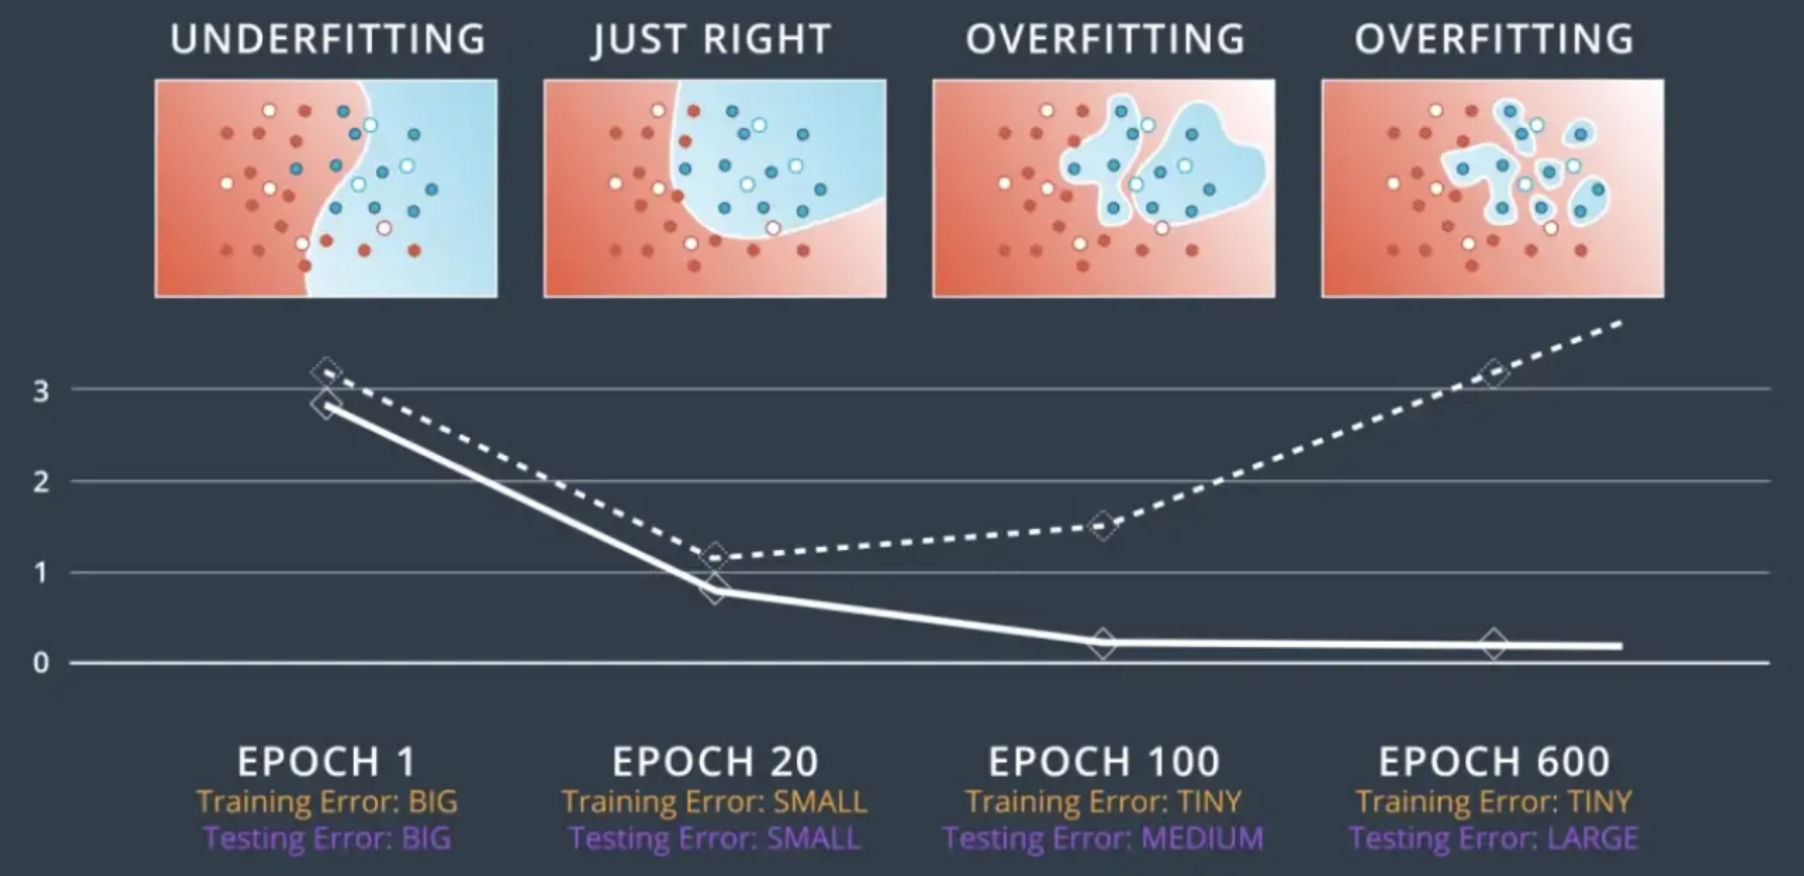 UNDERFITTING
JUST RIGHT
OVERFITTING
OVERFITTING
3
2
1
0
EPOCH 1
Training Error: BIG
Testing Error: BIG
EPOCH 20
Training Error: SMALL
Testing Error: SMALL
EPOCH 100
Training Error: TINY
Testing Error: MEDIUM
EPOCH 600
Training Error: TINY
Testing Error: LARGE